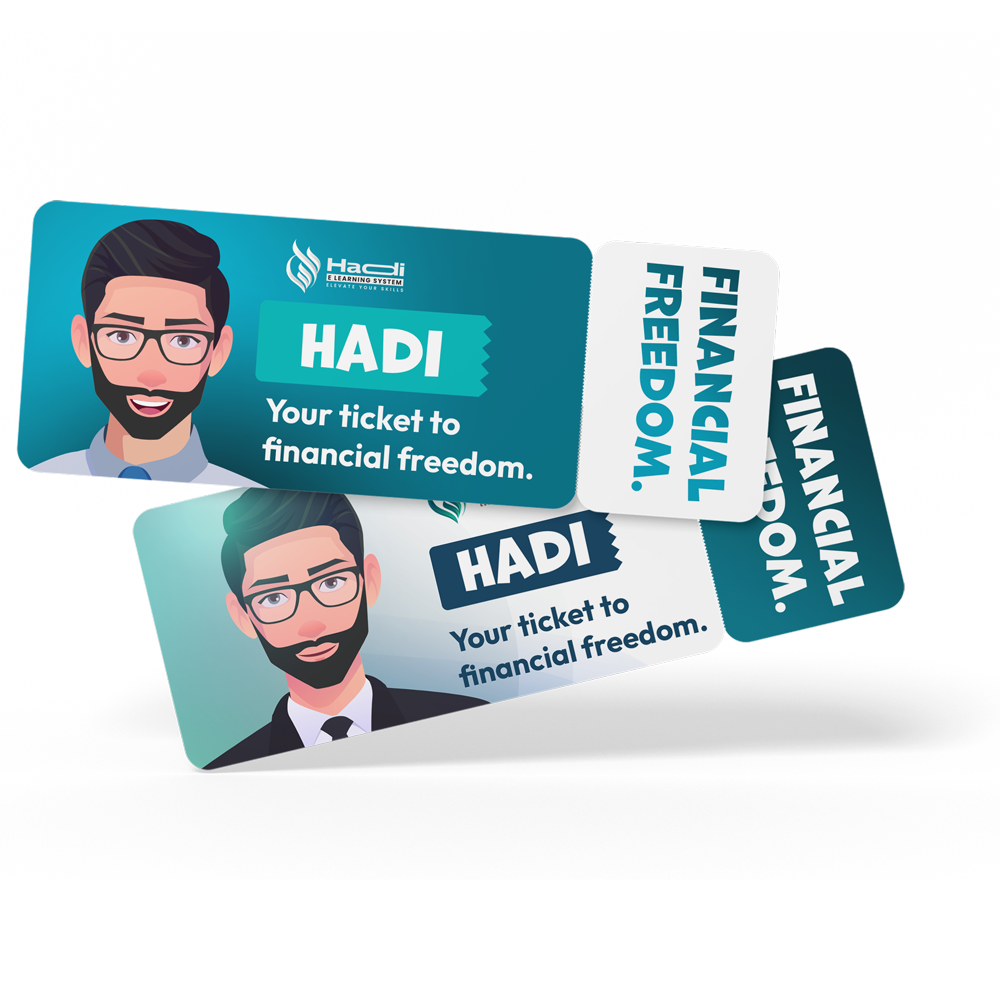 Hadi
E LEARNING SYSTEM
ELEVATE YOUR SKILLS
HADI
Your ticket to
financial freedom.
FINANCIAL
FREEDOM.
HADI
Your ticket to
financial freedom.
FINANCIAL
EDOM.